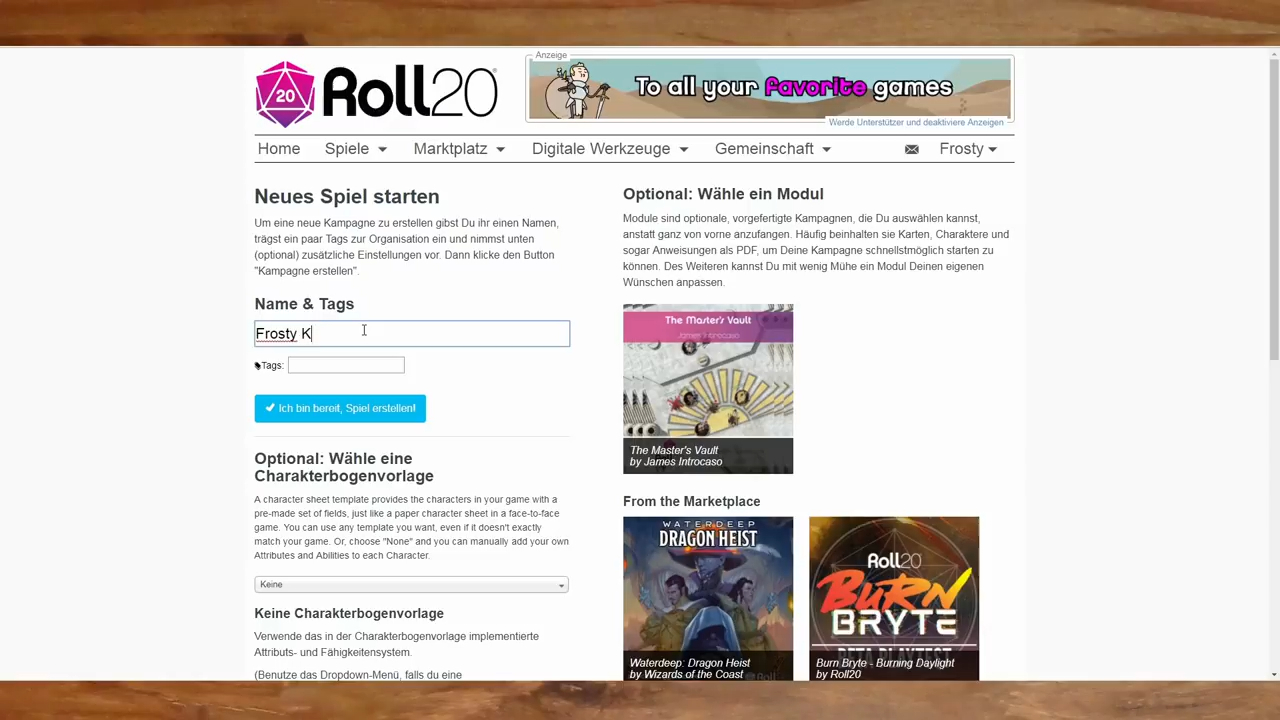 Anzeige
20
Roll20
To all your favorite games
Werde Unterstützer und deaktiviere Anzeigen
Home Spiele Marktplatz Digitale Werkzeuge Gemeinschaft Frosty
Neues Spiel starten
Um eine neue Kampagne zu erstellen gibst Du ihr einen Namen,
trägst ein paar Tags zur Organisation ein und nimmst unten
(optional) zusätzliche Einstellungen vor. Dann klicke den Button
"Kampagne erstellen".
Name & Tags
Frosty K
Tags:
Ich bin bereit, Spiel erstellen!
Optional: Wähle eine
Charakterbogenvorlage
A character sheet template provides the characters in your game with a
pre-made set of fields, just like a paper character sheet in a face-to-face
game. You can use any template you want, even if it doesn't exactly
match your game. Or, choose "None" and you can manually add your own
Attributes and Abilities to each Character.
Keine
Keine Charakterbogenvorlage
Verwende das in der Charakterbogenvorlage implementierte
Attributs- und Fähigkeitensystem.
(Benutze das Dropdown-Menü, falls du eine
Optional: Wähle ein Modul
Module sind optionale, vorgefertigte Kampagnen, die Du auswählen kannst,
anstatt ganz von vorne anzufangen. Häufig beinhalten sie Karten, Charaktere und
sogar Anweisungen als PDF, um Deine Kampagne schnellstmöglich starten zu
können. Des Weiteren kannst Du mit wenig Mühe ein Modul Deinen eigenen
Wünschen anpassen.
The Master's Vault
James Introcaso
The Master's Vault
by James Introcaso
From the Marketplace
WATERDEEP
DRAGON HEIST
Roll
Waterdeep: Dragon Heist
by Wizards of the Coast
Roll20
BURN
BRYTE
BETA PLAYTEST
Burn Bryte - Burning Daylight
by Roll20